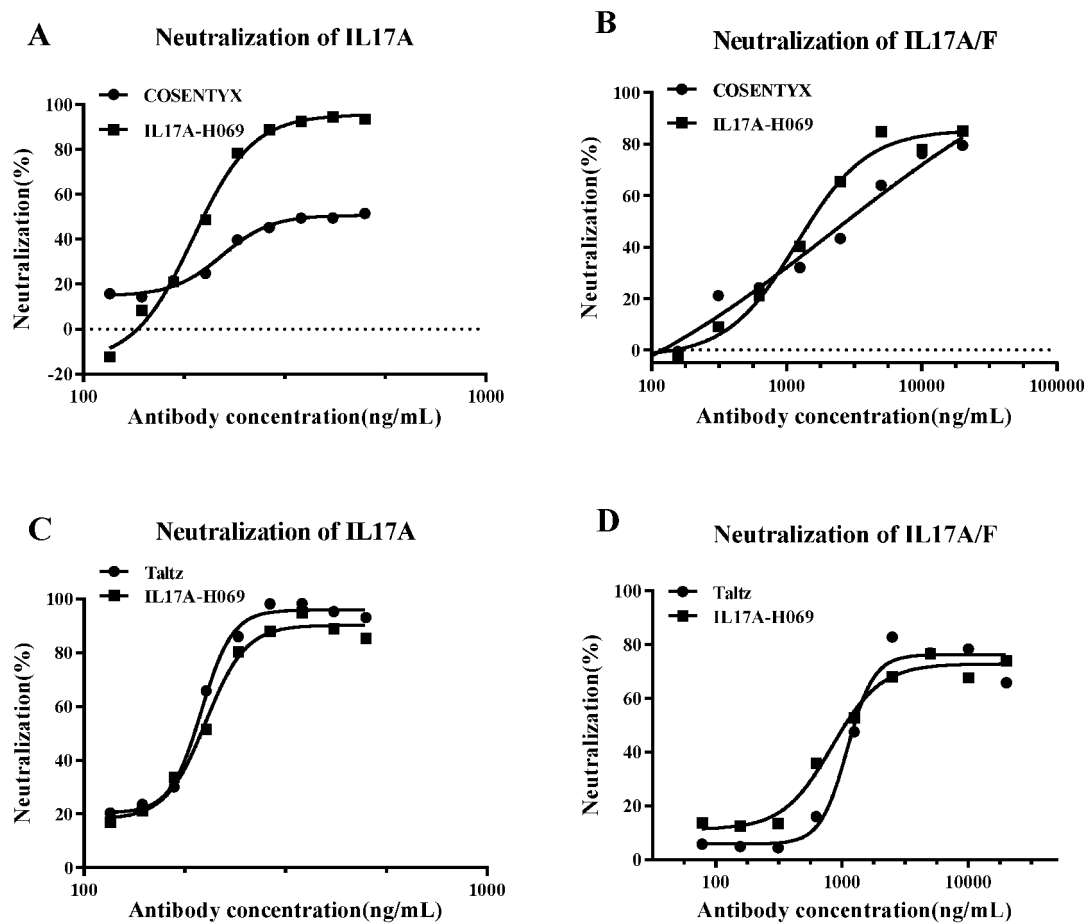 A
Neutralization of IL17A
COSENTYX
IL17A-H069
Neutralization(%)
100
80
60
40
20
0
-20
100
1000
Antibody concentration(ng/mL)
B
Neutralization of IL17A/F
COSENTYX
IL17A-H069
Neutralization(%)
100
80
60
40
20
0
100
1000
10000
100000
Antibody concentration(ng/mL)
C
Neutralization of IL17A
Taltz
IL17A-H069
Neutralization(%)
100
80
60
40
20
0
100
1000
Antibody concentration(ng/mL)
D
Neutralization of IL17A/F
Taltz
IL17A-H069
Neutralization(%)
100
80
60
40
20
0
100
1000
10000
Antibody concentration(ng/mL)